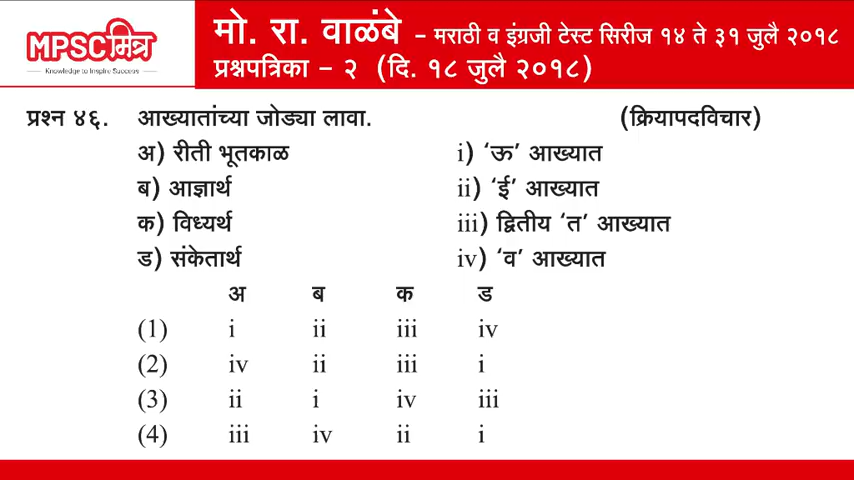 MPSCमित्र
Knowledge to Inspire Success
मो. रा. वाळंबे – मराठी व इंग्रजी टेस्ट सिरीज १४ ते ३१ जुलै २०१८
प्रश्नपत्रिका – २ (दि. १८ जुलै २०१८)
प्रश्न ४६. आख्यातांच्या जोड्या लावा. (क्रियापदविचार)
अ) रीती भूतकाळ i) ‘ऊ’ आख्यात
ब) आज्ञार्थ ii) ‘ई’ आख्यात
क) विध्यर्थ iii) द्वितीय ‘त’ आख्यात
ड) संकेतार्थ iv) ‘व’ आख्यात
अ ब क ड
(1) i ii iii iv
(2) iv ii iii i
(3) ii i iv iii
(4) iii iv ii i